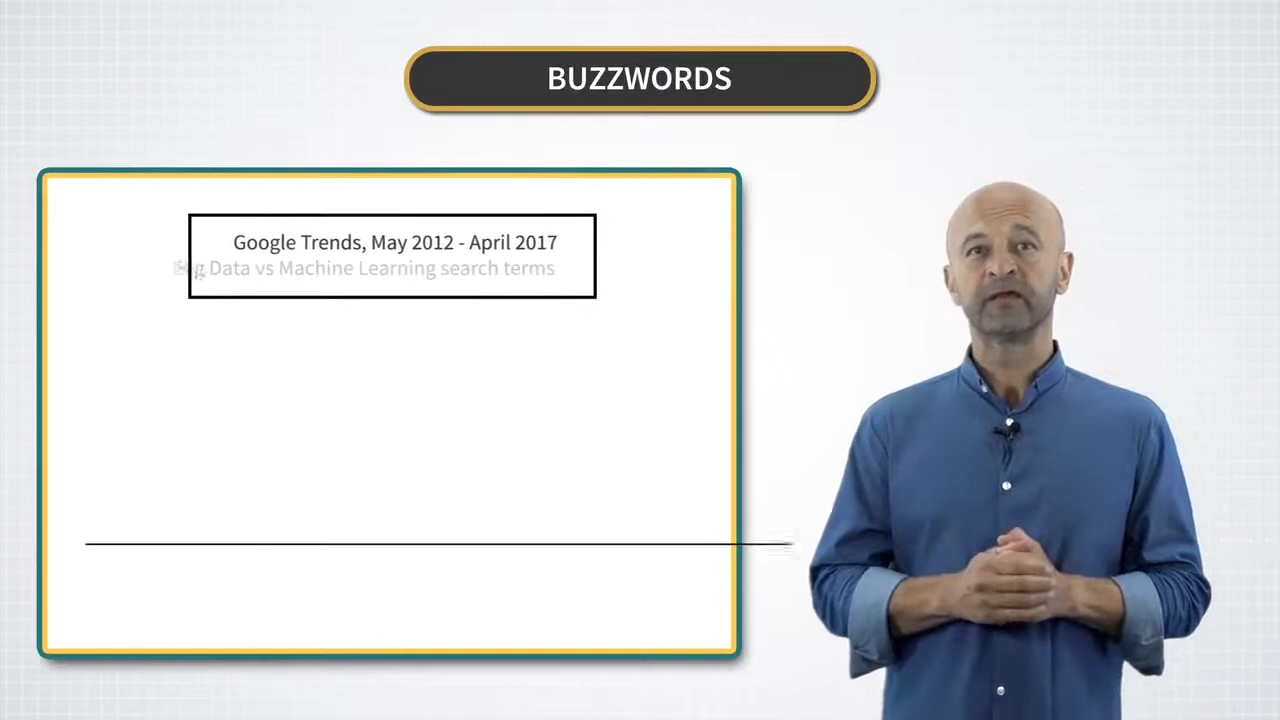 BUZZWORDS
Google Trends, May 2012 - April 2017
Data vs Machine Learning search terms